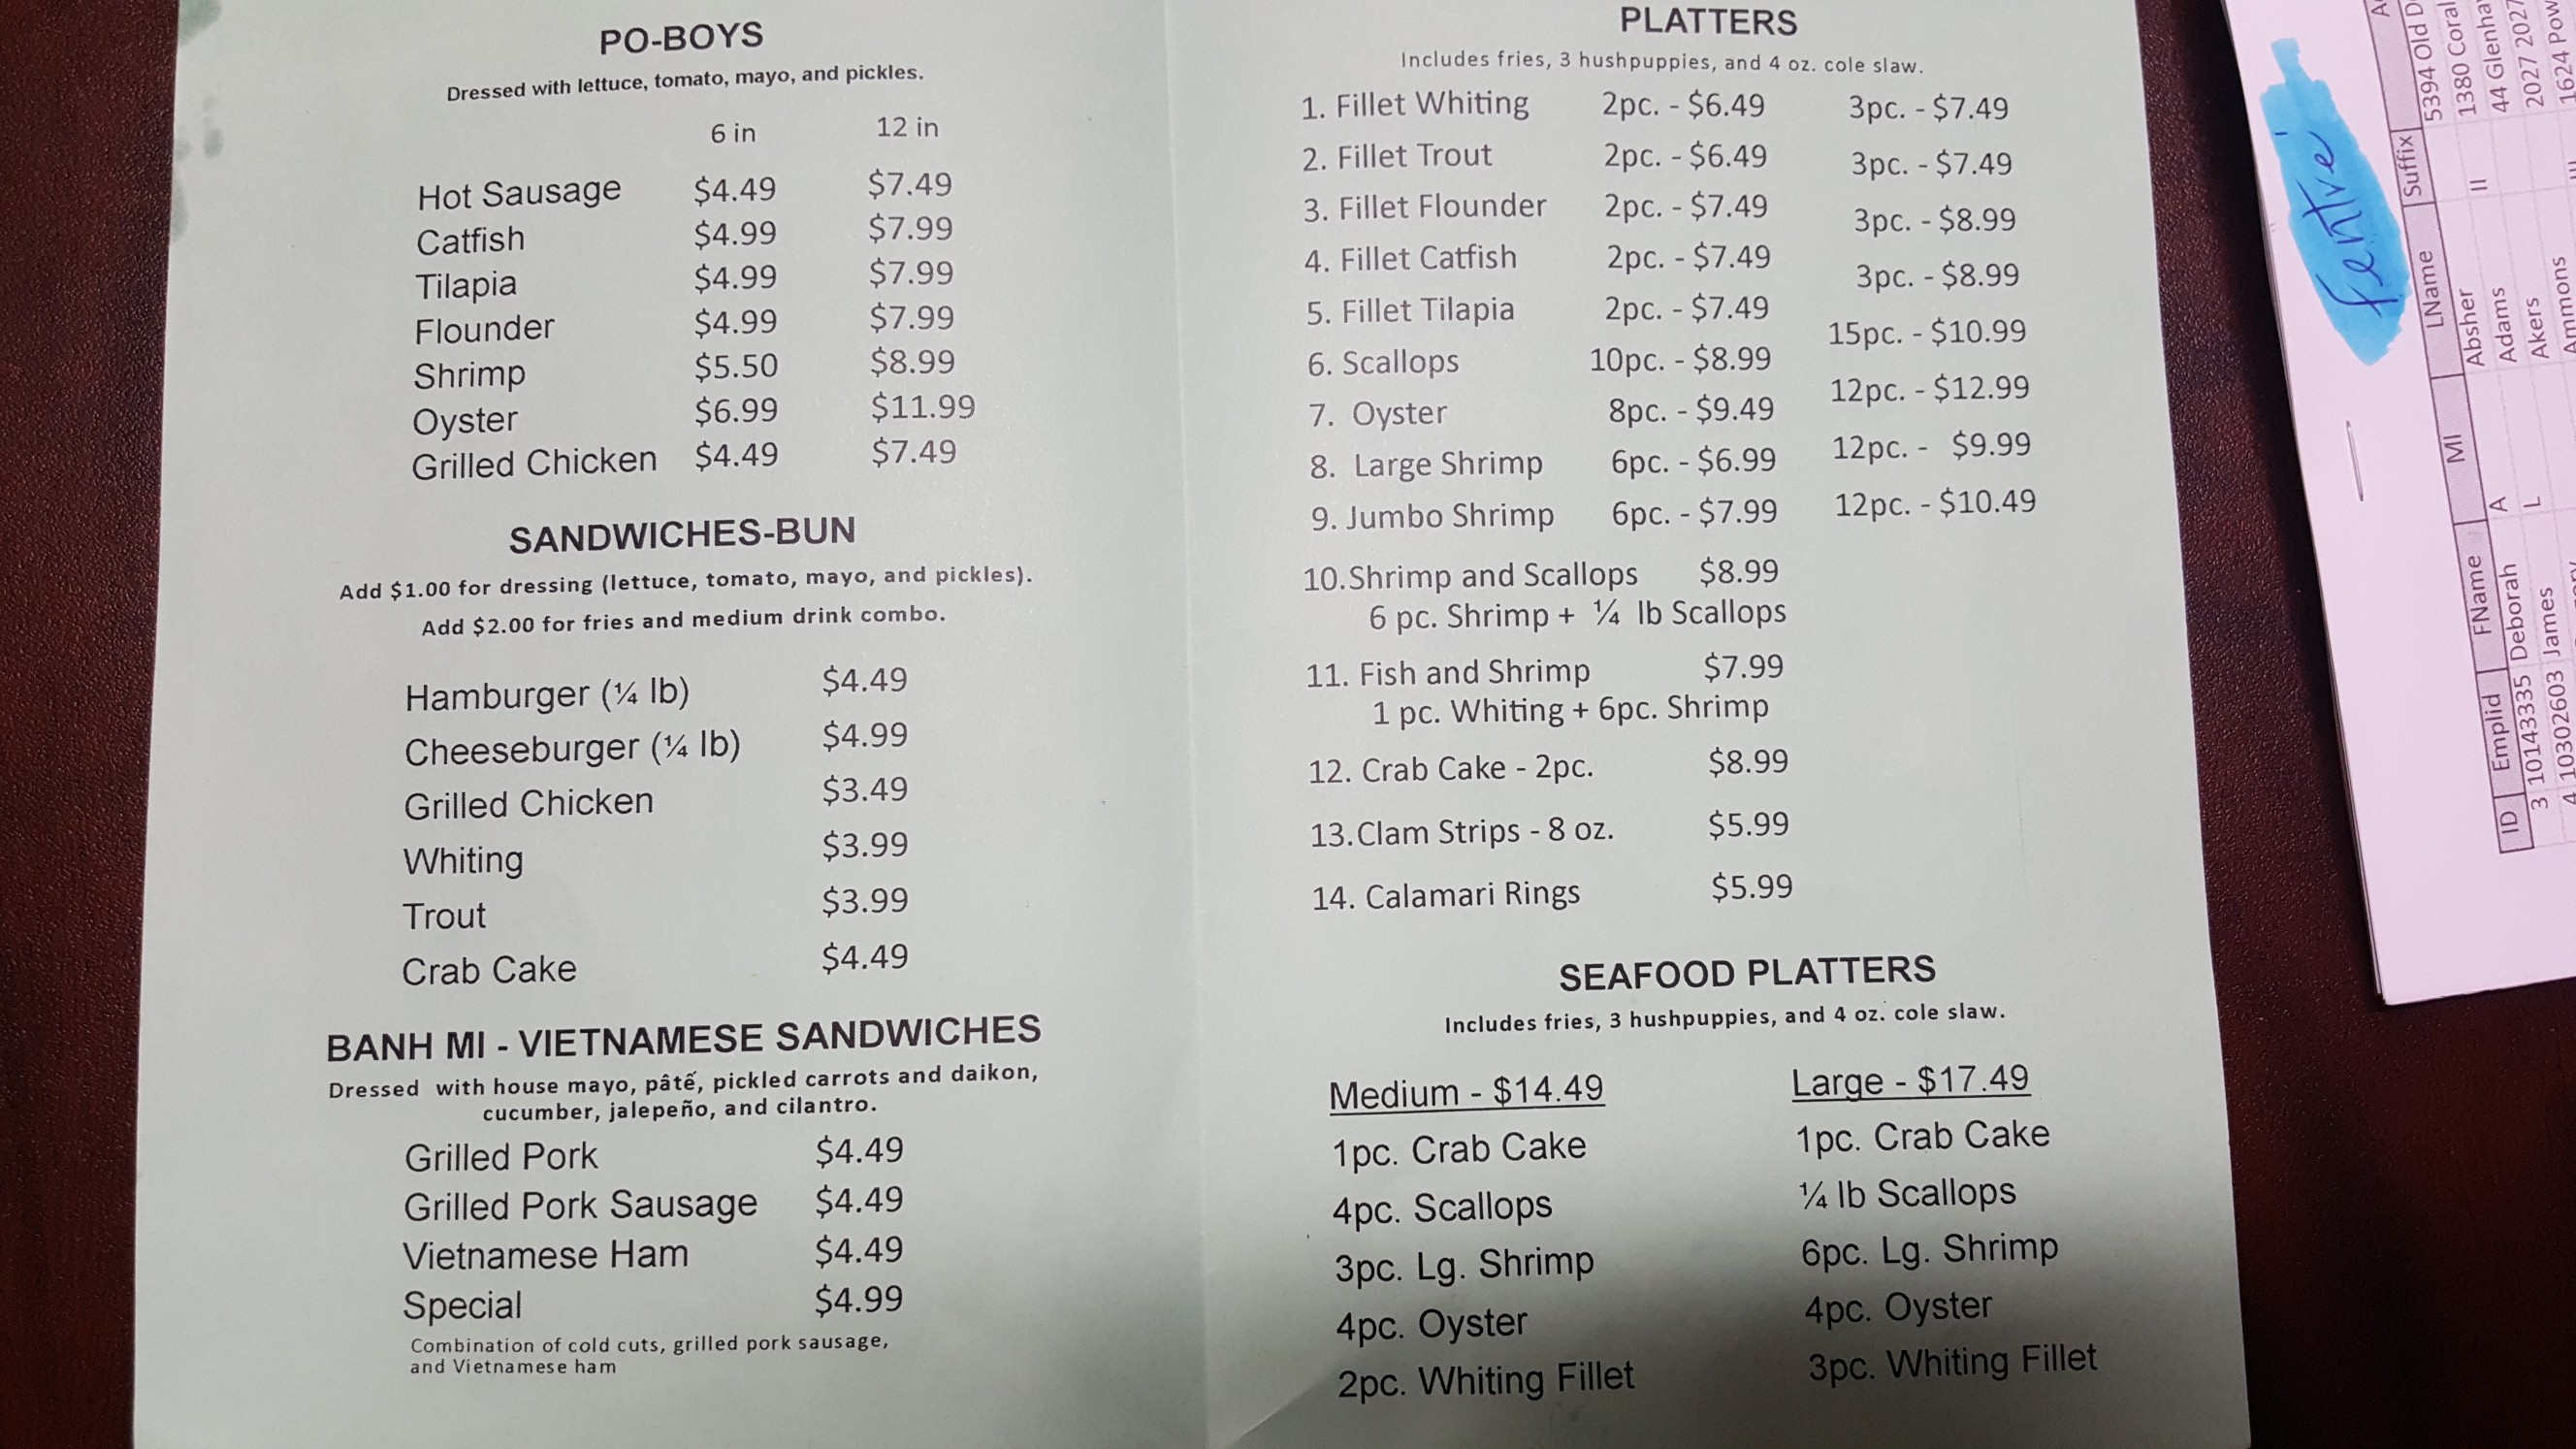 PO-BOYS
Dressed with lettuce, tomato, mayo, and pickles.
6 in 12 in
Hot Sausage $4.49 $7.49
Catfish $4.99 $7.99
Tilapia $4.99 $7.99
Flounder $4.99 $7.99
Shrimp $5.50 $8.99
Oyster $6.99 $11.99
Grilled Chicken $4.49 $7.49
SANDWICHES-BUN
Add $1.00 for dressing (lettuce, tomato, mayo, and pickles).
Add $2.00 for fries and medium drink combo.
Hamburger (¼ lb) $4.49
Cheeseburger (¼ lb) $4.99
Grilled Chicken $3.49
Whiting $3.99
Trout $3.99
Crab Cake $4.49
BANH MI - VIETNAMESE SANDWICHES
Dressed with house mayo, pâtế, pickled carrots and daikon,
cucumber, jalepeño, and cilantro.
Grilled Pork $4.49
Grilled Pork Sausage $4.49
Vietnamese Ham $4.49
Special $4.99
Combination of cold cuts, grilled pork sausage,
and Vietnamese ham
PLATTERS
Includes fries, 3 hushpuppies, and 4 oz. cole slaw.
1. Fillet Whiting 2pc. - $6.49 3pc. - $7.49
2. Fillet Trout 2pc. - $6.49 3pc. - $7.49
3. Fillet Flounder 2pc. - $7.49 3pc. - $8.99
4. Fillet Catfish 2pc. - $7.49 3pc. - $8.99
5. Fillet Tilapia 2pc. - $7.49
6. Scallops 10pc. - $8.99 15pc. - $10.99
7. Oyster 8pc. - $9.49 12pc. - $12.99
8. Large Shrimp 6pc. - $6.99 12pc. - $9.99
9. Jumbo Shrimp 6pc. - $7.99 12pc. - $10.49
10.Shrimp and Scallops $8.99
6 pc. Shrimp + ¼ lb Scallops
11. Fish and Shrimp $7.99
1 pc. Whiting + 6pc. Shrimp
12. Crab Cake - 2pc. $8.99
13.Clam Strips - 8 oz. $5.99
14. Calamari Rings $5.99
SEAFOOD PLATTERS
Includes fries, 3 hushpuppies, and 4 oz. cole slaw.
Medium - $14.49
1pc. Crab Cake
4pc. Scallops
3pc. Lg. Shrimp
4pc. Oyster
2pc. Whiting Fillet
Large - $17.49
1pc. Crab Cake
¼ lb Scallops
6pc. Lg. Shrimp
4pc. Oyster
3pc. Whiting Fillet
ID Emplid FName MI LName Suffix
3 10143335 Deborah A Absher II 5394 Old
4 10302603 James L Adams 1380 Coral
Akers 44
Ammons 2027 2027
1624